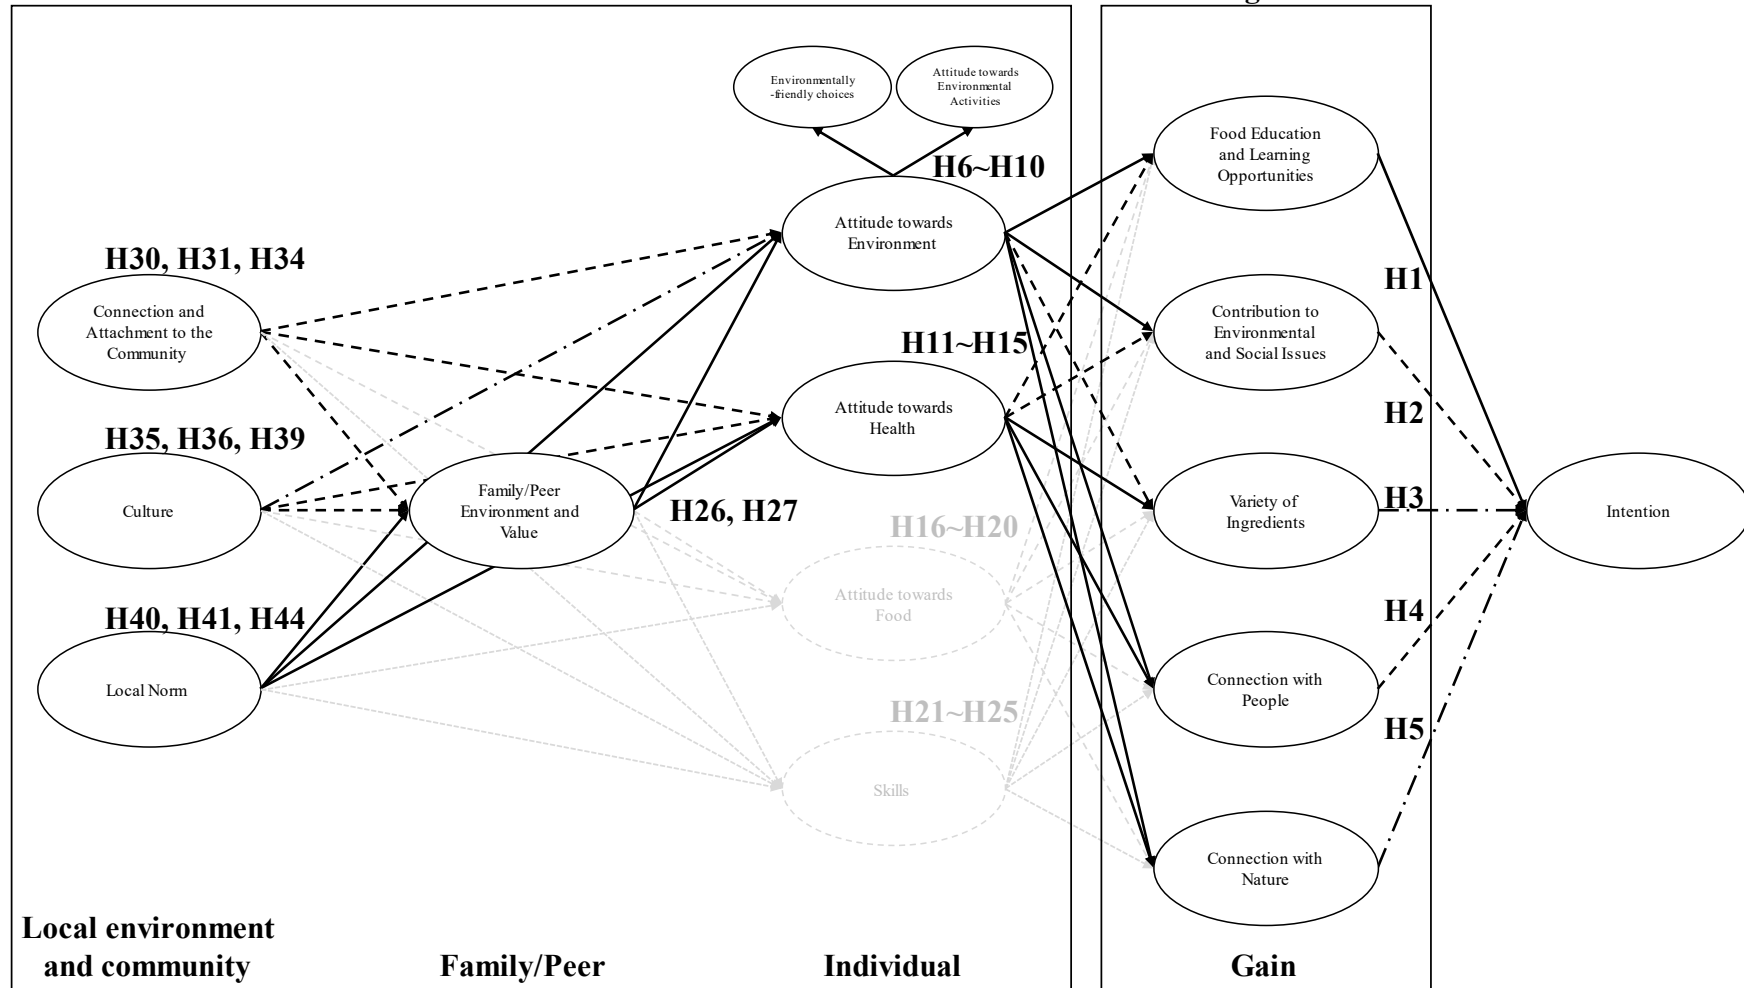 Environmentally
-friendly choices
Attitude towards
Environmental
Activities
H6~H10
Food Education
and Learning
Opportunities
Attitude towards
Environment
H30, H31, H34
Connection and
Attachment to the
Community
H1
Contribution to
Environmental
and Social Issues
H11~H15
Attitude towards
Health
H2
H35, H36, H39
Culture
Family/Peer
Environment and
Value
H26, H27
H3
Variety of
Ingredients
Intention
H16~H20
Attitude towards
Food
H4
H40, H41, H44
Local Norm
Connection with
People
H21~H25
Skills
H5
Connection with
Nature
Local environment
and community
Family/Peer
Individual
Gain